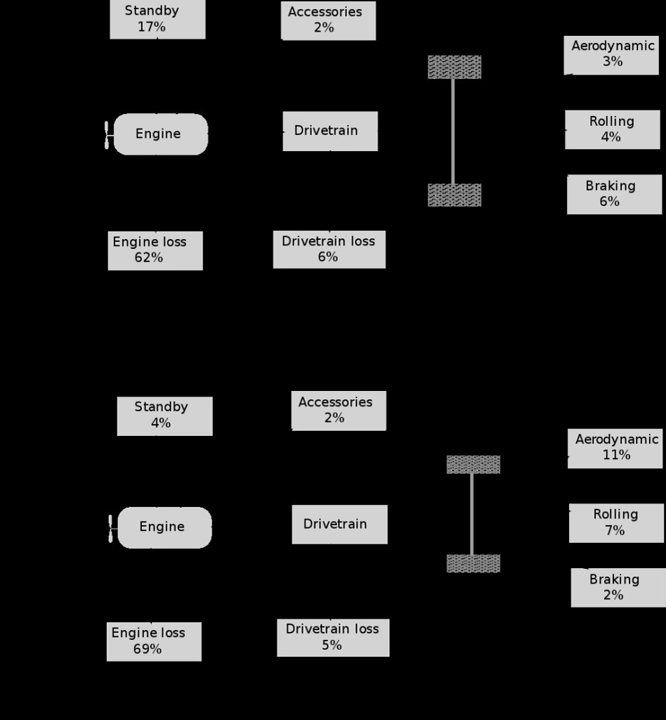 Standby
17%
Accessories
2%
Aerodynamic
3%
Engine
Drivetrain
Rolling
4%
Braking
6%
Engine loss
62%
Drivetrain loss
6%
Standby
4%
Accessories
2%
Aerodynamic
11%
Engine
Drivetrain
Rolling
7%
Braking
2%
Engine loss
69%
Drivetrain loss
5%